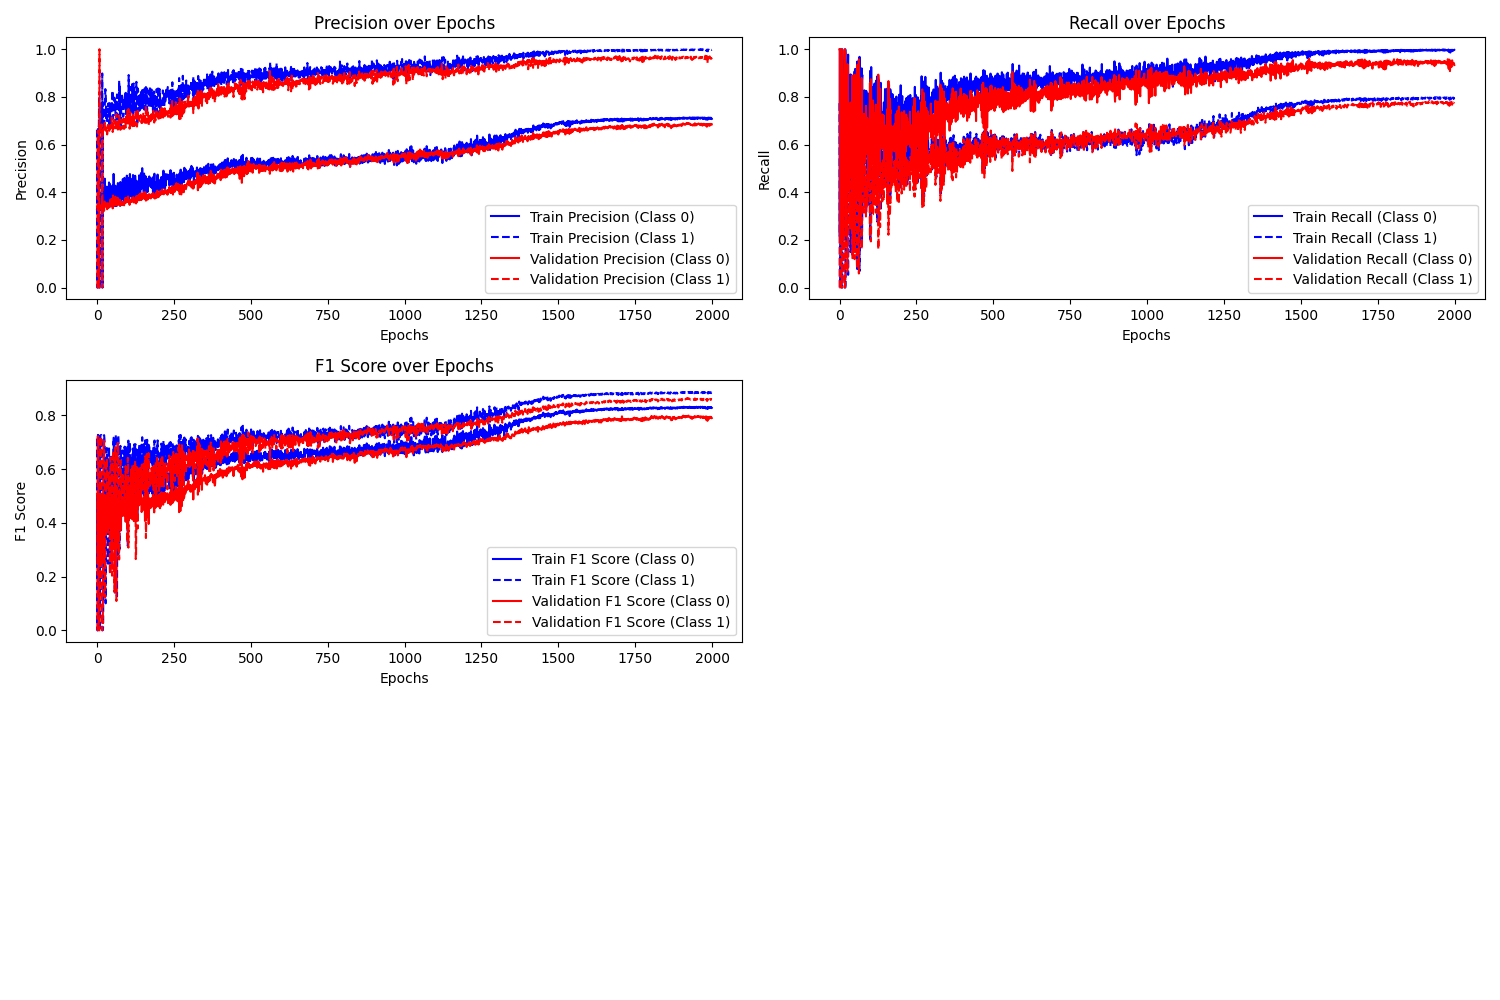 Precision over Epochs
Precision
1.0
0.8
0.6
0.4
0.2
0.0
Train Precision (Class 0)
Train Precision (Class 1)
Validation Precision (Class 0)
Validation Precision (Class 1)
0 250 500 750 1000 1250 1500 1750 2000
Epochs
Recall over Epochs
Recall
1.0
0.8
0.6
0.4
0.2
0.0
Train Recall (Class 0)
Train Recall (Class 1)
Validation Recall (Class 0)
Validation Recall (Class 1)
0 250 500 750 1000 1250 1500 1750 2000
Epochs
F1 Score over Epochs
F1 Score
0.8
0.6
0.4
0.2
0.0
Train F1 Score (Class 0)
Train F1 Score (Class 1)
Validation F1 Score (Class 0)
Validation F1 Score (Class 1)
0 250 500 750 1000 1250 1500 1750 2000
Epochs